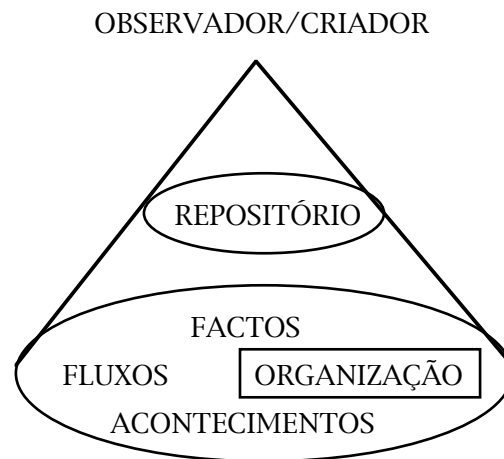 OBSERVADOR/CRIADOR
REPOSITÓRIO
FACTOS
FLUXOS ORGANIZAÇÃO
ACONTECIMENTOS